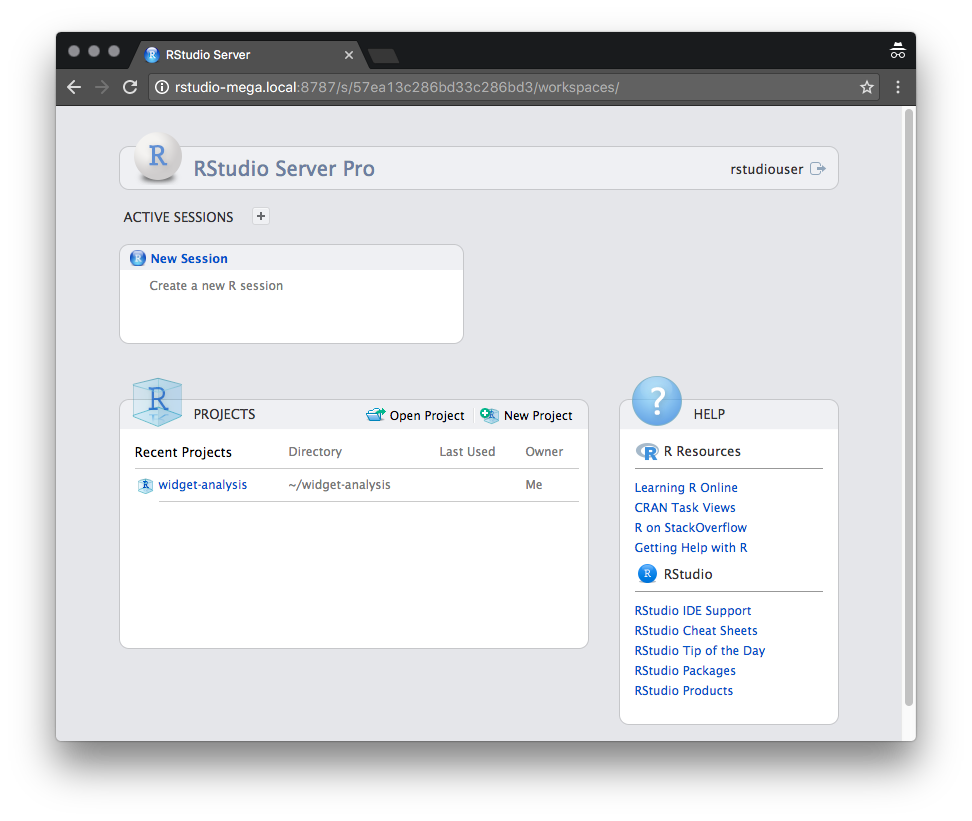 RStudio Server
rstudio-mega.local:8787/s/57ea13c286bd33c286bd3/workspaces/
R
RStudio Server Pro
rstudiouser
ACTIVE SESSIONS +
R New Session
Create a new R session
R
PROJECTS
Open Project
New Project
Recent Projects Directory Last Used Owner
R widget-analysis ~/widget-analysis Me
?
HELP
R R Resources
Learning R Online
CRAN Task Views
R on StackOverflow
Getting Help with R
R RStudio
RStudio IDE Support
RStudio Cheat Sheets
RStudio Tip of the Day
RStudio Packages
RStudio Products